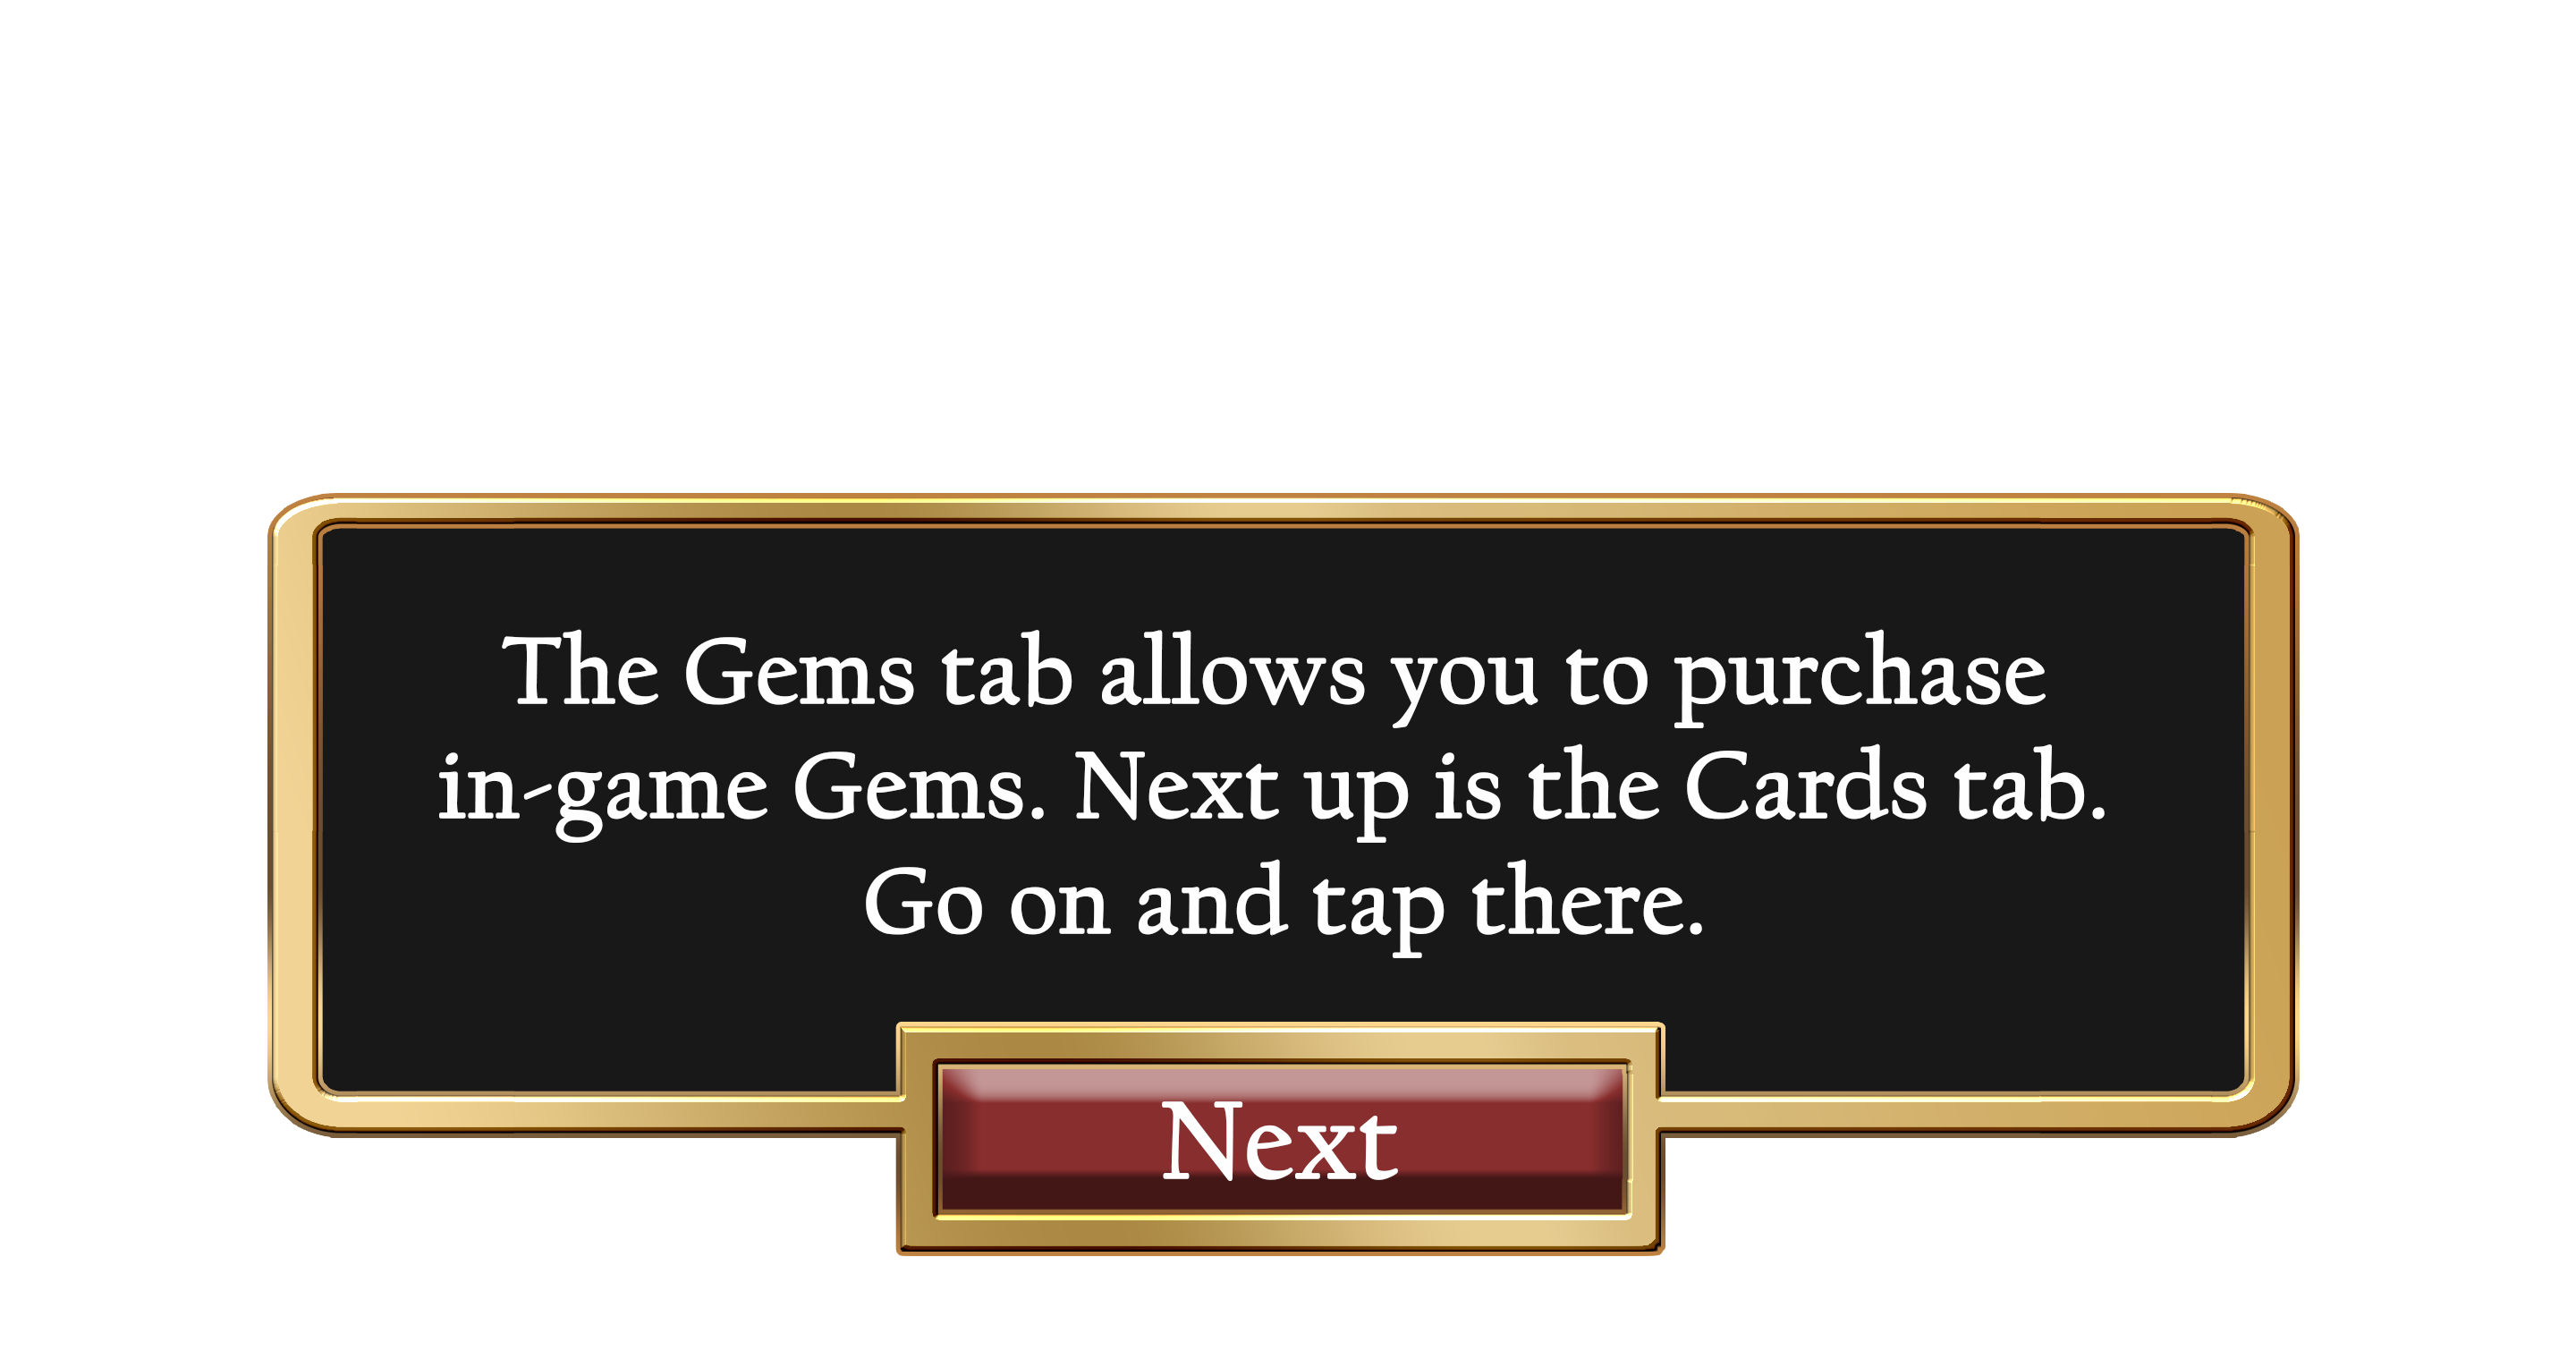 The Gems tab allows you to purchase
in-game Gems. Next up is the Cards tab.
Go on and tap there.
Next